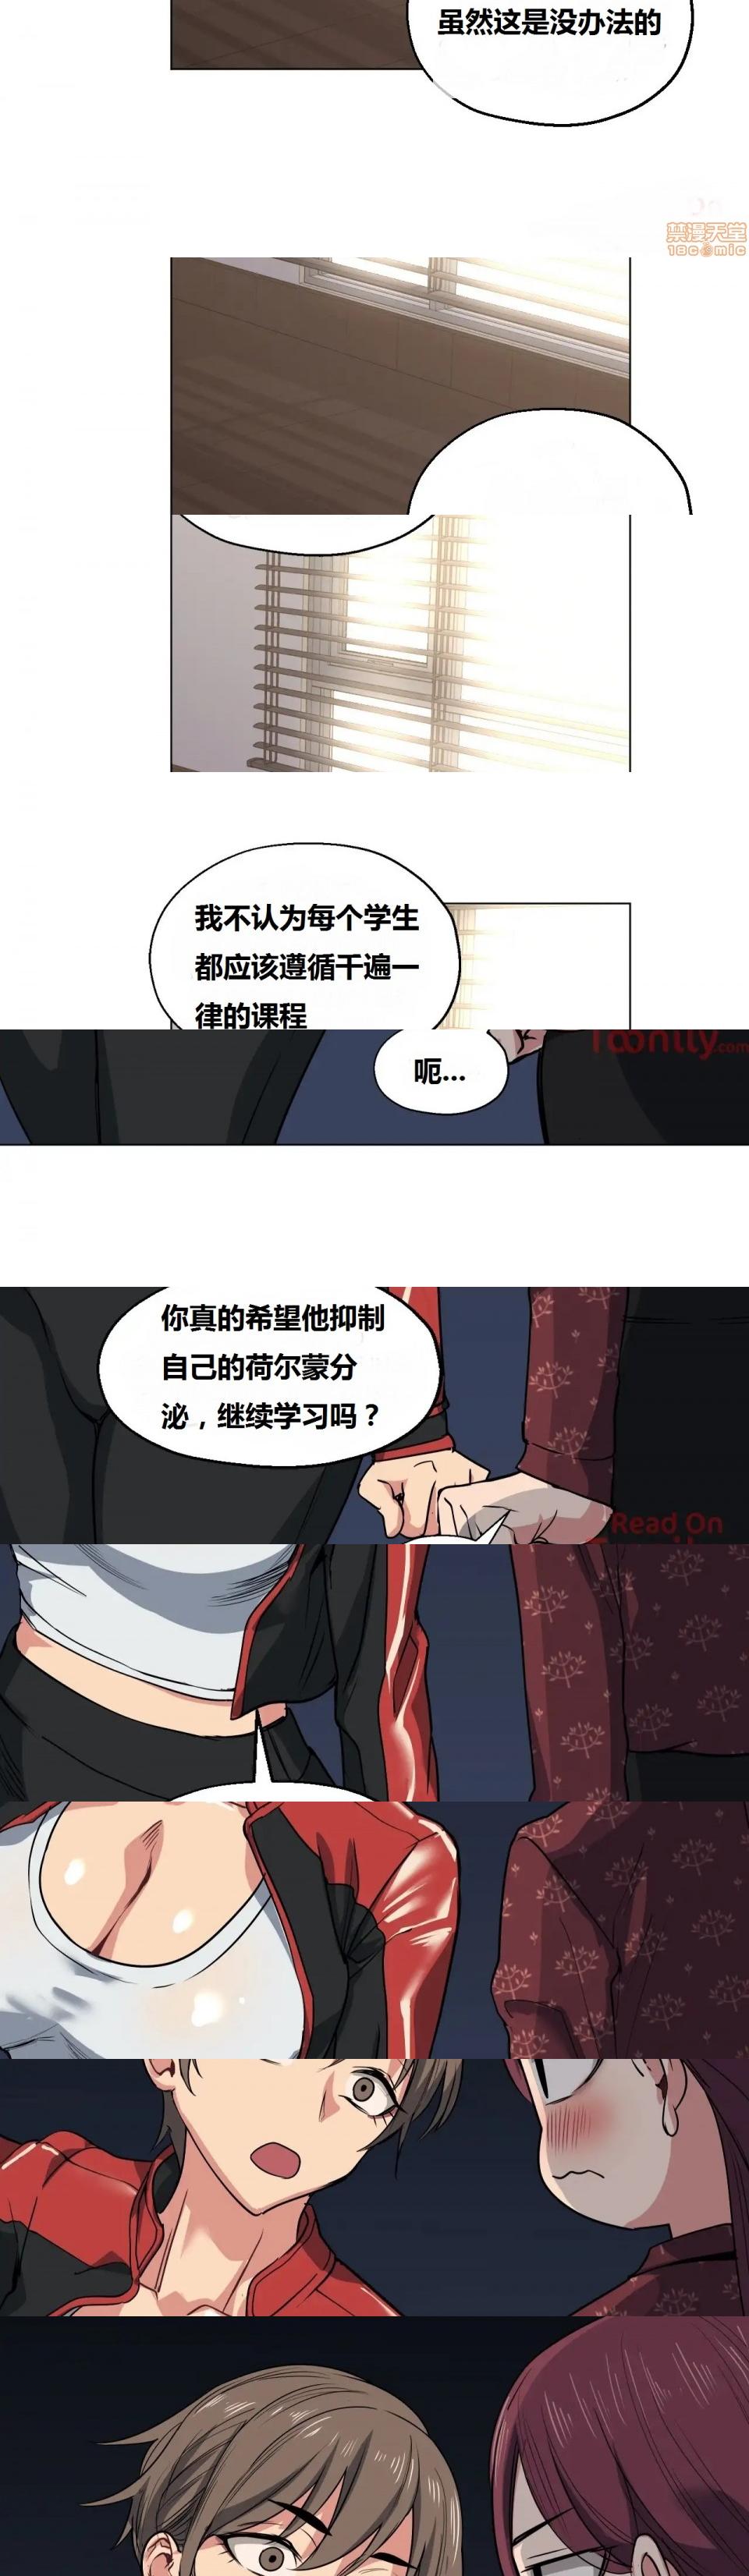 虽然这是没办法的
禁漫天堂
18comic
我不认为每个学生
都应该遵循千遍一
律的课程
Toonily.com
呃...
你真的希望他抑制
自己的荷尔蒙分
泌，继续学习吗？
Read On